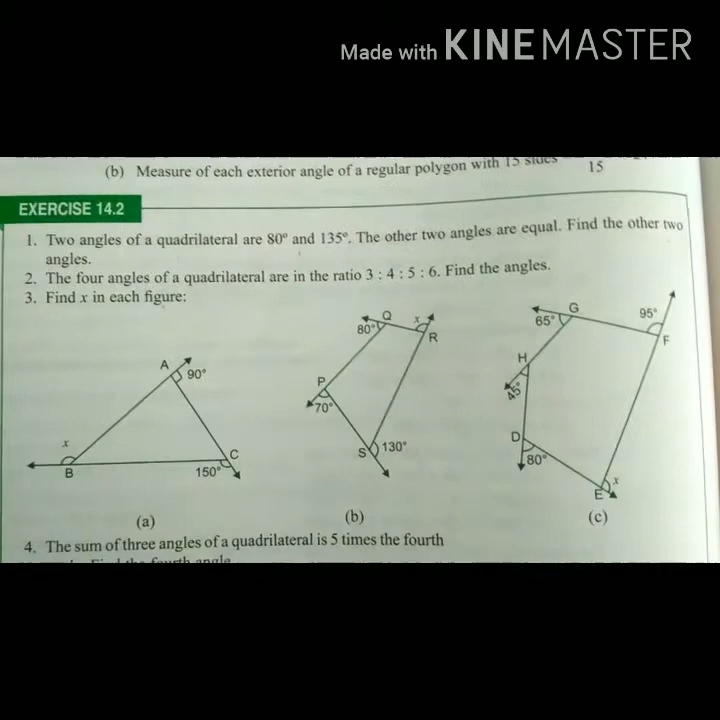 Made with KINEMASTER
(b) Measure of each exterior angle of a regular polygon with 15 sides
15
EXERCISE 14.2
1. Two angles of a quadrilateral are 80° and 135°. The other two angles are equal. Find the other two
angles.
2. The four angles of a quadrilateral are in the ratio 3 : 4 : 5 : 6. Find the angles.
3. Find x in each figure:
A 90°
x
B
C
150°
(a)
Q
80°
x
R
P
70°
S 130°
(b)
G
65°
95°
F
H
45°
D
80°
E
x
(c)
4. The sum of three angles of a quadrilateral is 5 times the fourth
fourth angle